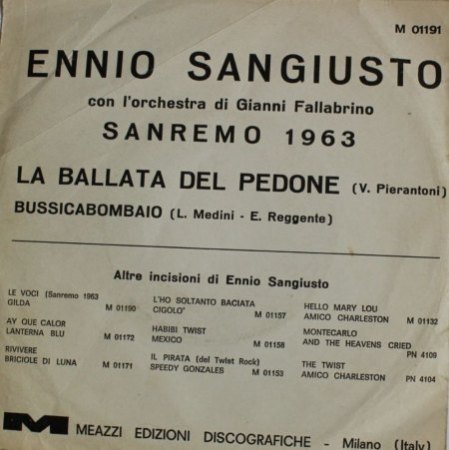 M 01191
ENNIO SANGIUSTO
con l'orchestra di Gianni Fallabrino
SANREMO 1963
LA BALLATA DEL PEDONE (V. Pierantoni)
BUSSICABOMBAIO (L. Medini - E. Reggente)
Altre incisioni di Ennio Sangiusto
LE VOCI (Sanremo 1963
GILDA M 01190
AY QUE CALOR
LANTERNA BLU M 01172
RIVIVERE
BRICIOLE DI LUNA M 01171
L'HO SOLTANTO BACIATA
CIGOLO' M 01157
HABIBI TWIST
MEXICO M 01158
IL PIRATA (del Twist Rock)
SPEEDY GONZALES M 01153
HELLO MARY LOU
AMICO CHARLESTON M 01132
MONTECARLO
AND THE HEAVENS CRIED
PN 4109
THE TWIST
AMICO CHARLESTON PN 4104
M MEAZZI EDIZIONI DISCOGRAFICHE - Milano (Italy)